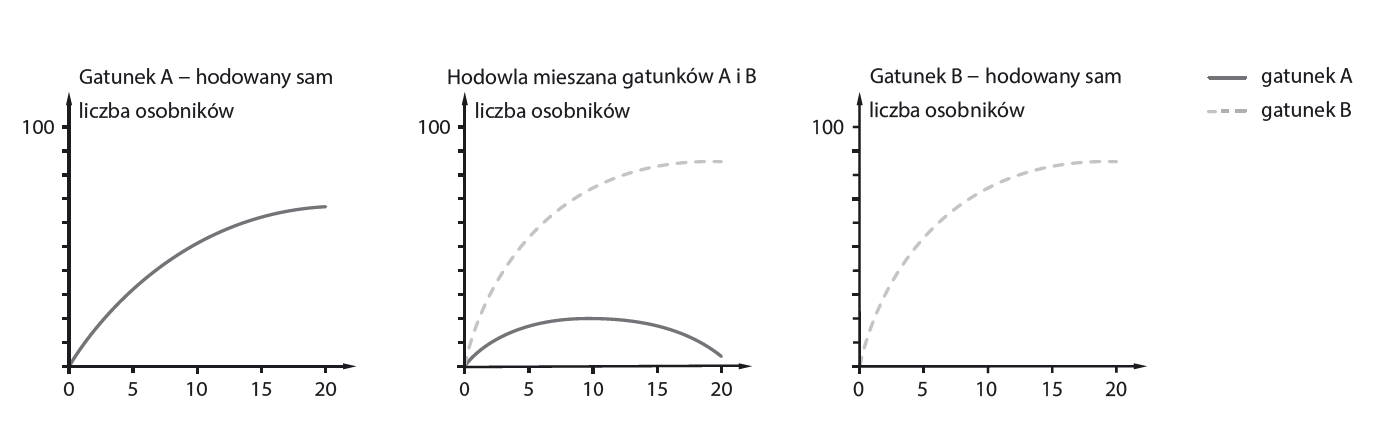 Gatunek A – hodowany sam
liczba osobników
100
0 5 10 15 20
Hodowla mieszana gatunków A i B
liczba osobników
100
0 5 10 15 20
Gatunek B – hodowany sam
liczba osobników
100
0 5 10 15 20
gatunek A
gatunek B